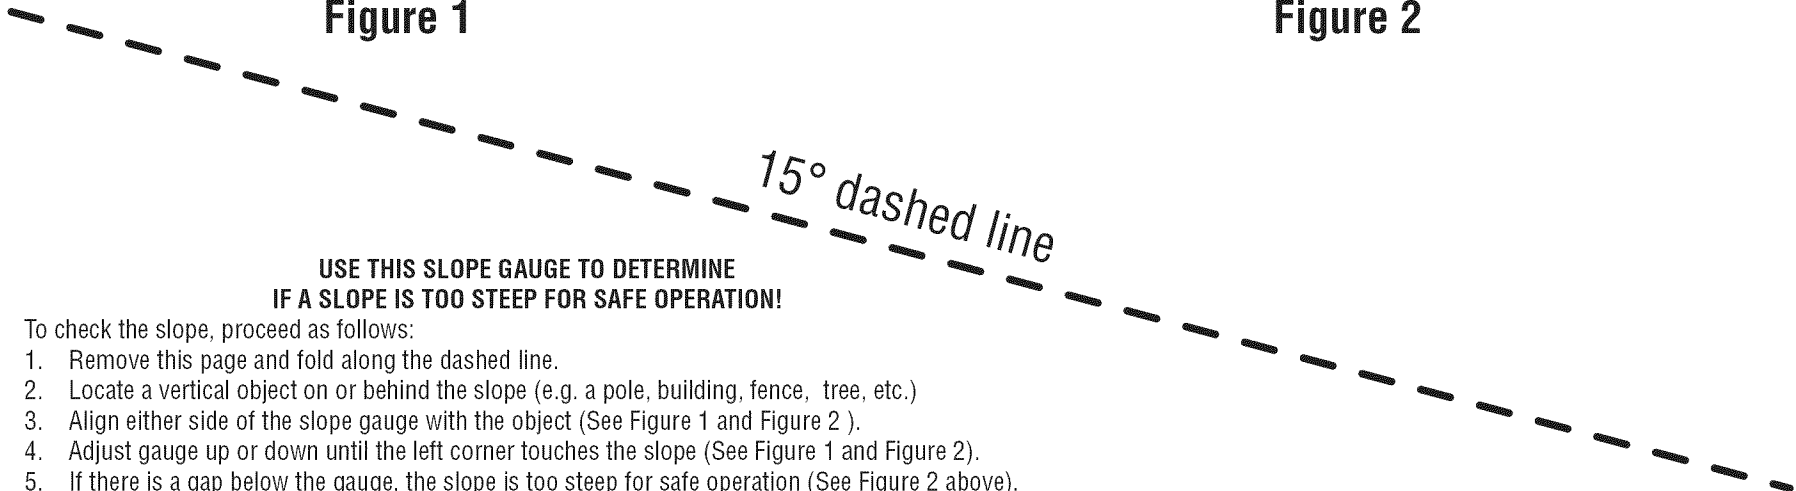 Figure 1
Figure 2
15° dashed line
USE THIS SLOPE GAUGE TO DETERMINE
IF A SLOPE IS TOO STEEP FOR SAFE OPERATION!
To check the slope, proceed as follows:
1. Remove this page and fold along the dashed line.
2. Locate a vertical object on or behind the slope (e.g. a pole, building, fence, tree, etc.)
3. Align either side of the slope gauge with the object (See Figure 1 and Figure 2 ).
4. Adjust gauge up or down until the left corner touches the slope (See Figure 1 and Figure 2).
5. If there is a gap below the gauge, the slope is too steep for safe operation (See Figure 2 above).